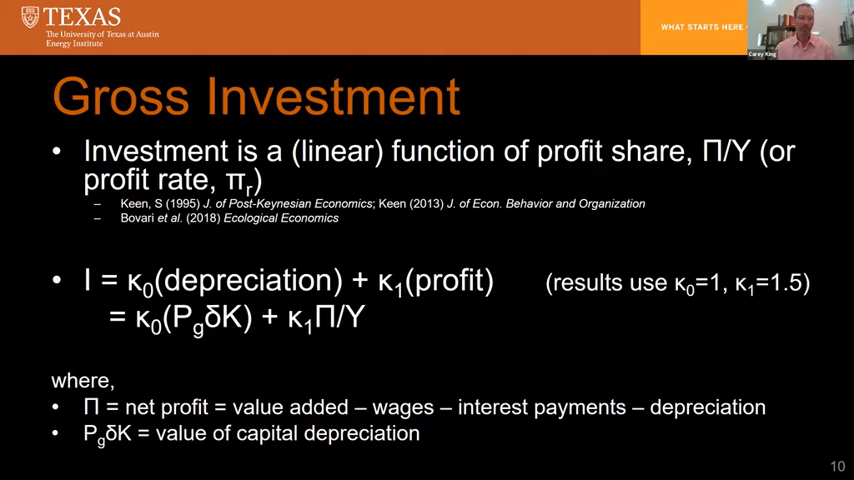 TEXAS
The University of Texas at Austin
Energy Institute
WHAT STARTS HERE
Carey King
Gross Investment
• Investment is a (linear) function of profit share, Π/Y (or
profit rate, πr)
– Keen, S (1995) J. of Post-Keynesian Economics; Keen (2013) J. of Econ. Behavior and Organization
– Bovari et al. (2018) Ecological Economics
• I = κ0(depreciation) + κ1(profit) (results use κ0=1, κ1=1.5)
= κ0(PgδK) + κ1Π/Y
where,
• Π = net profit = value added – wages – interest payments – depreciation
• PgδK = value of capital depreciation
10